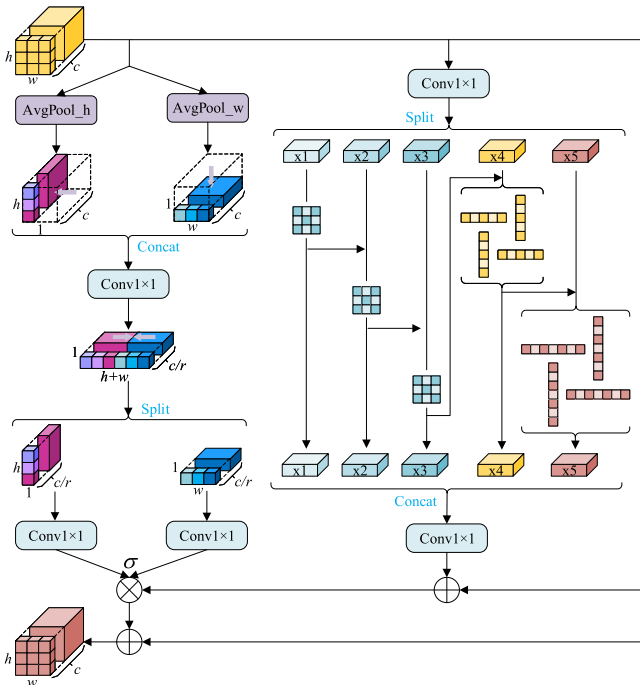 h
w
c
AvgPool_h
AvgPool_w
Conv1×1
Split
x1
x2
x3
x4
x5
h
1
c
1
w
c
Concat
Conv1×1
1
h+w
c/r
Split
h
1
c/r
1
w
c/r
x1
x2
x3
x4
x5
Concat
Conv1×1
Conv1×1
Conv1×1
σ
h
w
c